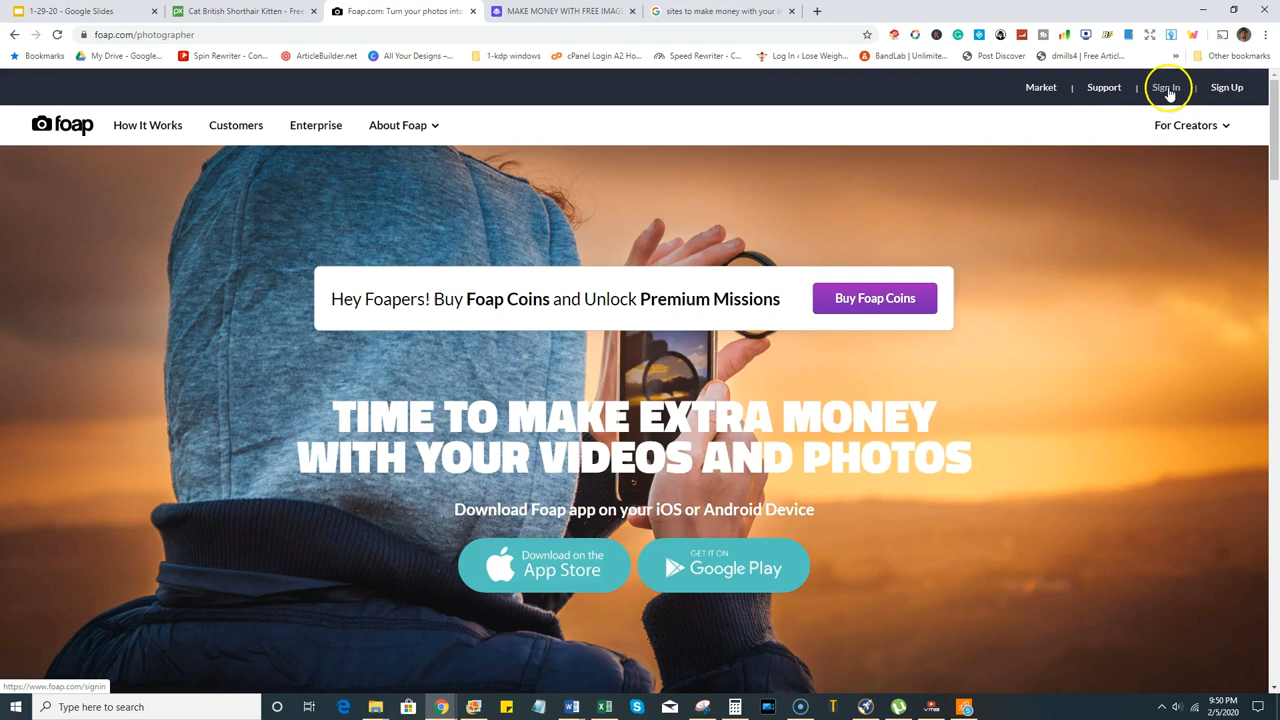 1-29-20 - Google Slides
Cat British Shorthair Kitten - Free
Foap.com: Turn your photos into
MAKE MONEY WITH FREE IMAGE
sites to make money with your i
foap.com/photographer
Bookmarks
My Drive - Google...
Spin Rewriter - Con...
ArticleBuilder.net
All Your Designs –...
1-kdp windows
cPanel Login A2 Ho...
Speed Rewriter - C...
Log In ‹ Lose Weigh...
BandLab | Unlimite...
Post Discover
dmills4 | Free Articl...
»
Other bookmarks
Market | Support | Sign In | Sign Up
foap
How It Works
Customers
Enterprise
About Foap
For Creators
Hey Foapers! Buy Foap Coins and Unlock Premium Missions
Buy Foap Coins
TIME TO MAKE EXTRA MONEY
WITH YOUR VIDEOS AND PHOTOS
Download Foap app on your iOS or Android Device
Download on the
App Store
GET IT ON
Google Play
https://www.foap.com/signin
Type here to search
9:50 PM
2/5/2020